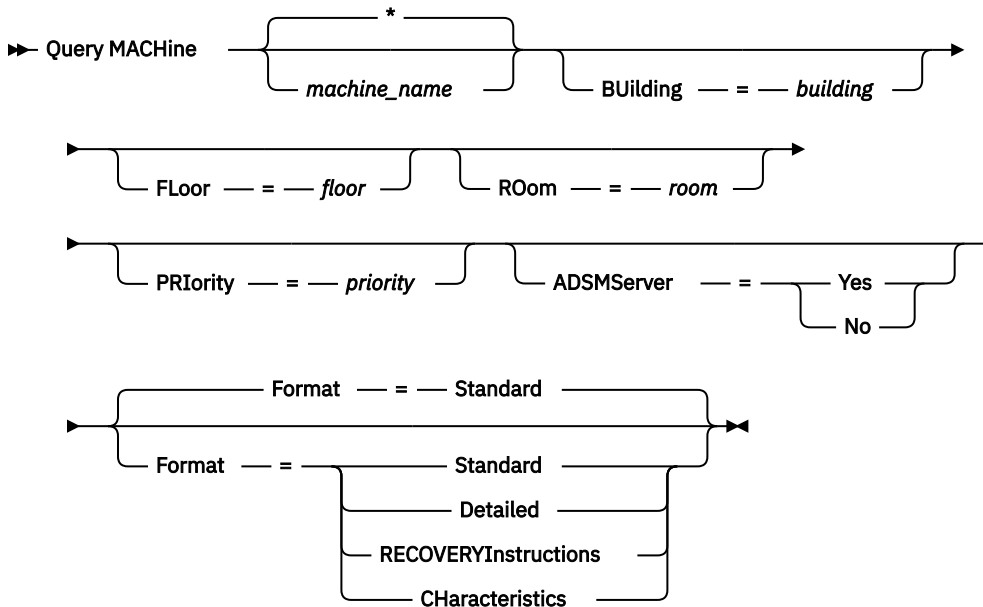 *
Query MACHine
machine_name BUilding = building
FLoor = floor ROom = room
PRIority = priority ADSMServer = Yes
No
Format = Standard
Format = Standard
Detailed
RECOVERYInstructions
CHaracteristics